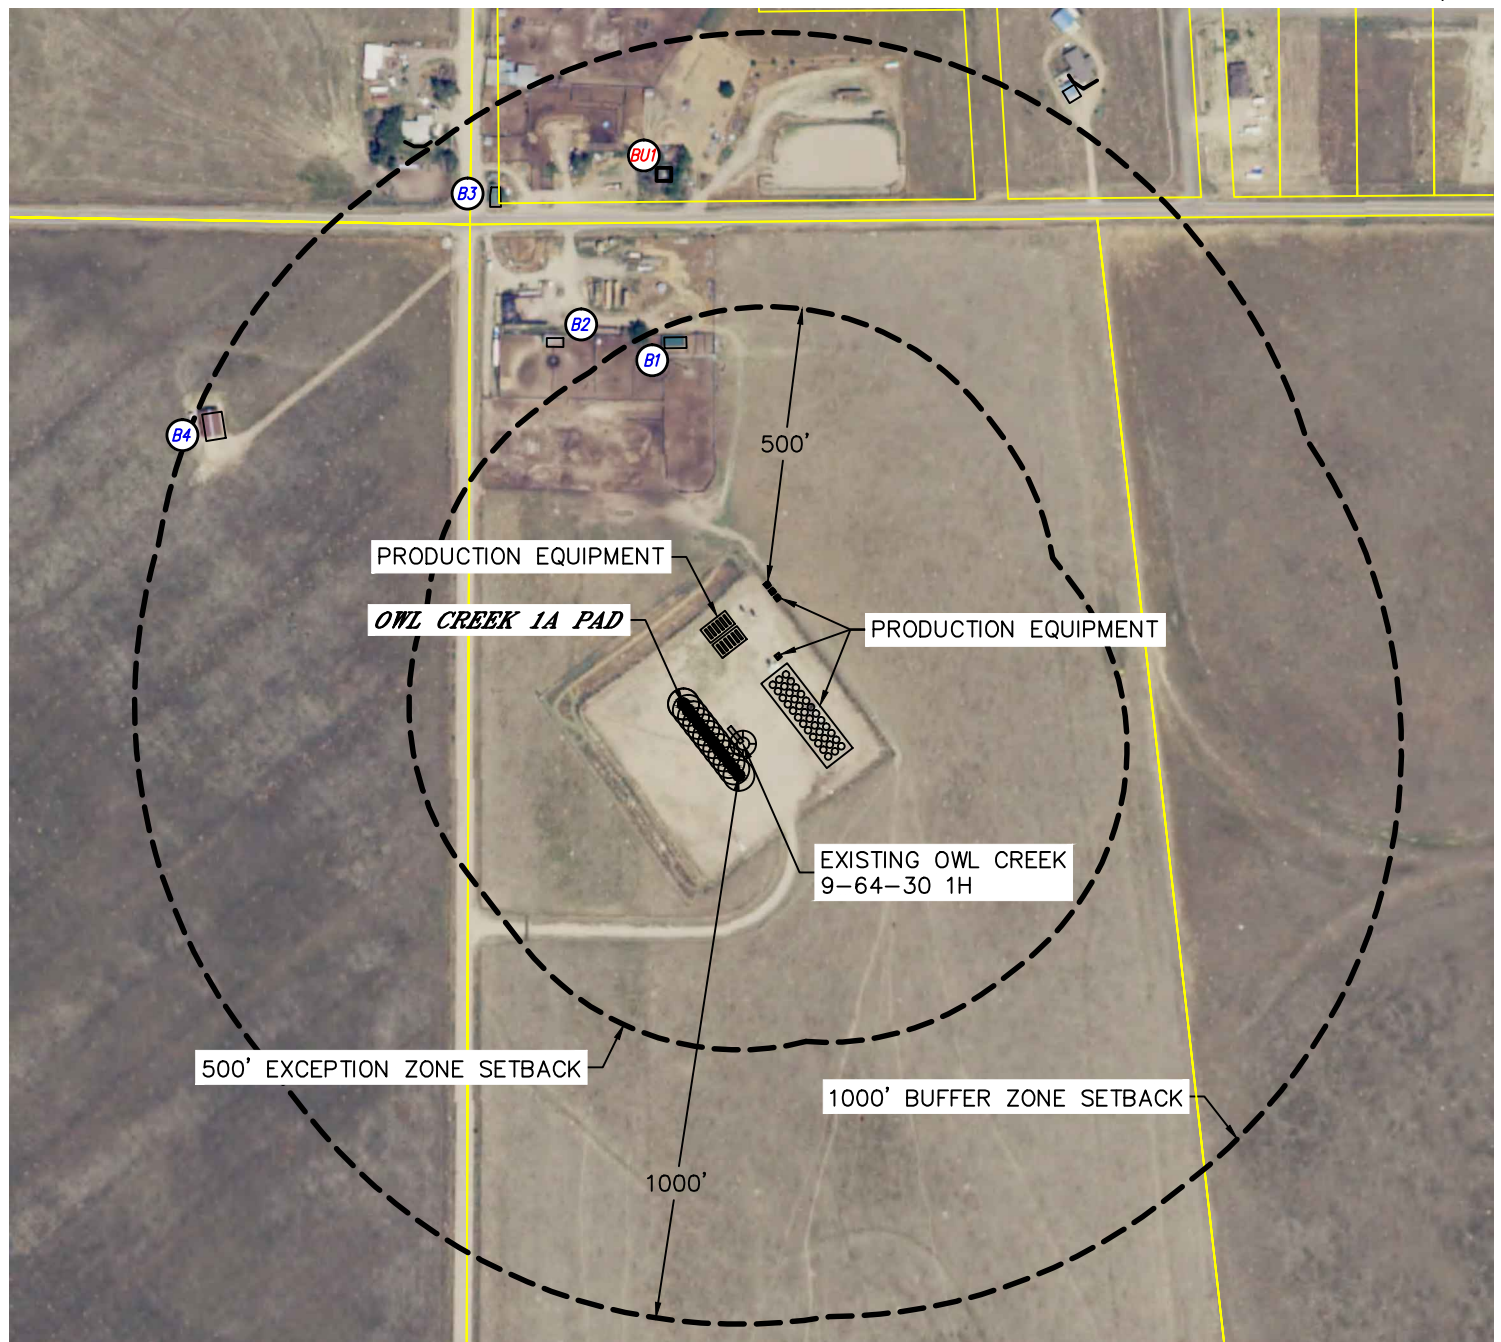 BU1
B3
B2
B1
B4
500'
PRODUCTION EQUIPMENT
OWL CREEK 1A PAD
PRODUCTION EQUIPMENT
EXISTING OWL CREEK
9-64-30 1H
500' EXCEPTION ZONE SETBACK
1000' BUFFER ZONE SETBACK
1000'